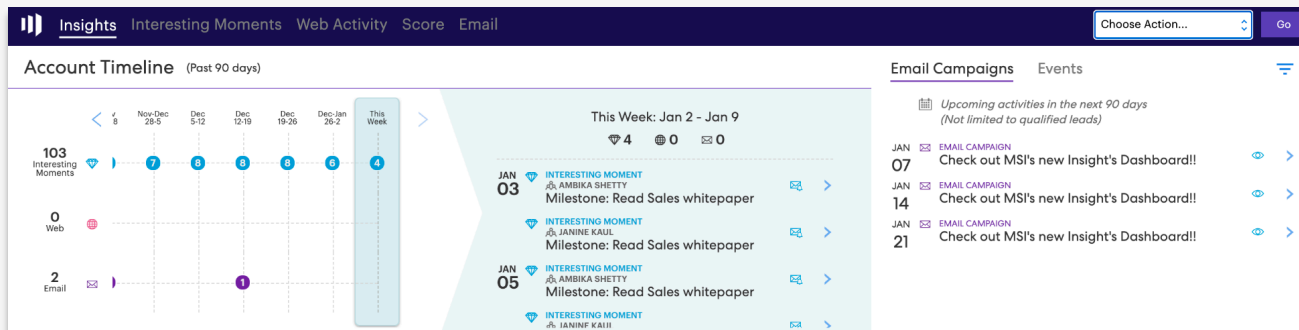 Insights Interesting Moments Web Activity Score Email
Choose Action...
Go
Account Timeline (Past 90 days)
8
Nov-Dec
28-5
Dec
5-12
Dec
12-19
Dec
19-26
Dec-Jan
26-2
This
Week
103
Interesting
Moments
7 8 8 8 6 4
0
Web
2
Email
1
This Week: Jan 2 - Jan 9
4 0 0
JAN
03
INTERESTING MOMENT
AMBIKA SHETTY
Milestone: Read Sales whitepaper
INTERESTING MOMENT
JANINE KAUL
Milestone: Read Sales whitepaper
JAN
05
INTERESTING MOMENT
AMBIKA SHETTY
Milestone: Read Sales whitepaper
INTERESTING MOMENT
JANINE KAUL
Email Campaigns Events
Upcoming activities in the next 90 days
(Not limited to qualified leads)
JAN
07
EMAIL CAMPAIGN
Check out MSI's new Insight's Dashboard!!
JAN
14
EMAIL CAMPAIGN
Check out MSI's new Insight's Dashboard!!
JAN
21
EMAIL CAMPAIGN
Check out MSI's new Insight's Dashboard!!